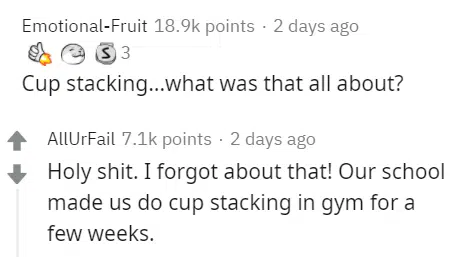 Emotional-Fruit 18.9k points · 2 days ago
S 3
Cup stacking...what was that all about?
AllUrFail 7.1k points · 2 days ago
Holy shit. I forgot about that! Our school
made us do cup stacking in gym for a
few weeks.